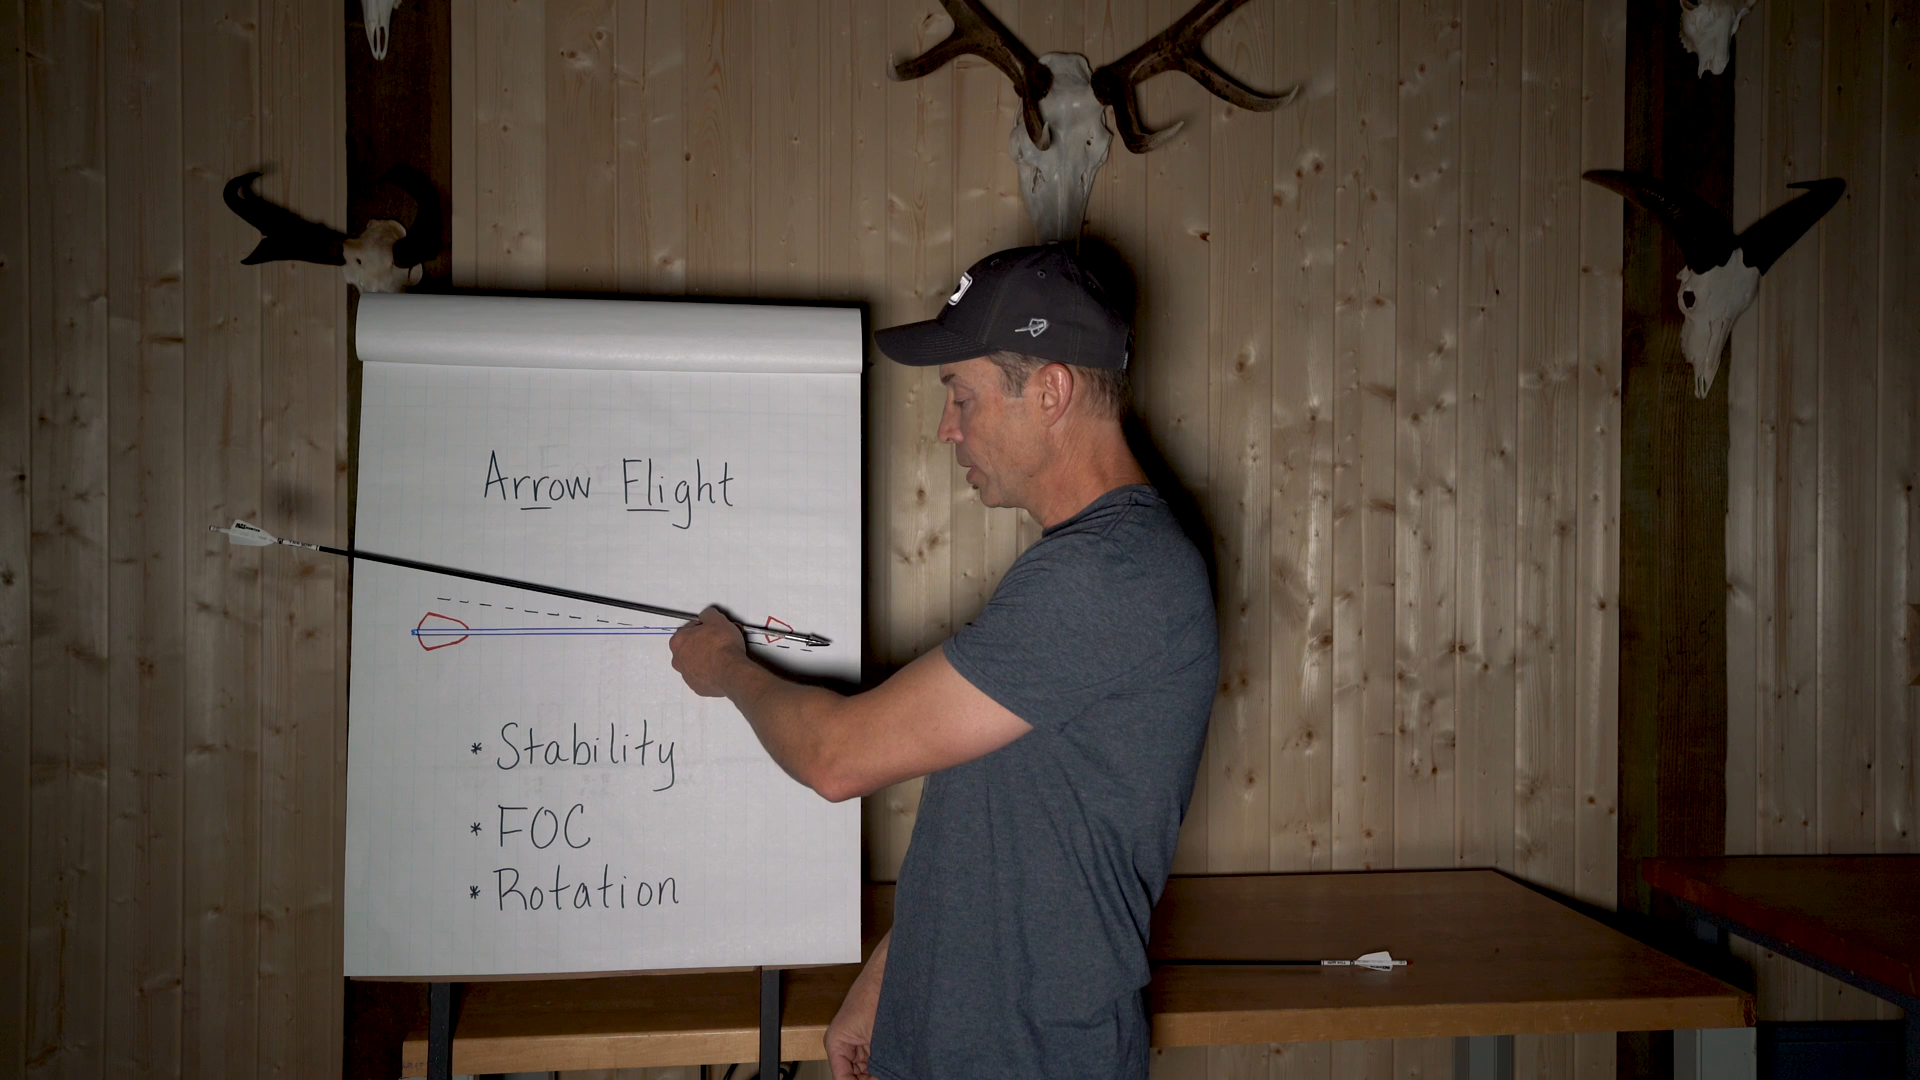 Arrow Flight
* Stability
* FOC
* Rotation